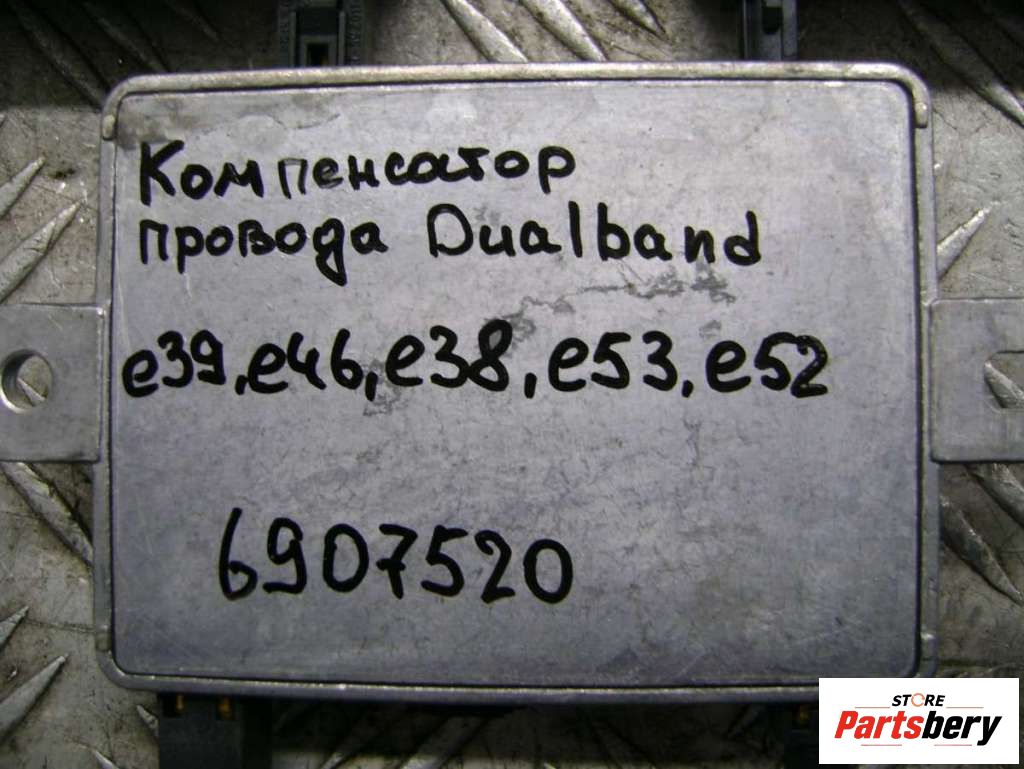 Компенсатор
провода Dualband
e39, e46, e38, e53, e52
6907520
STORE
Partsbery